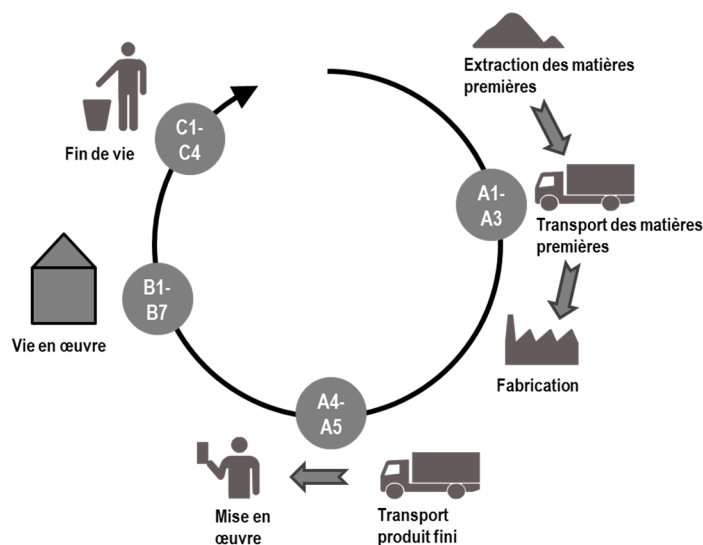 Extraction des matières
premières
A1-
A3
Transport des matières
premières
Fabrication
A4-
A5
Transport
produit fini
Mise en
œuvre
B1-
B7
Vie en œuvre
C1-
C4
Fin de vie